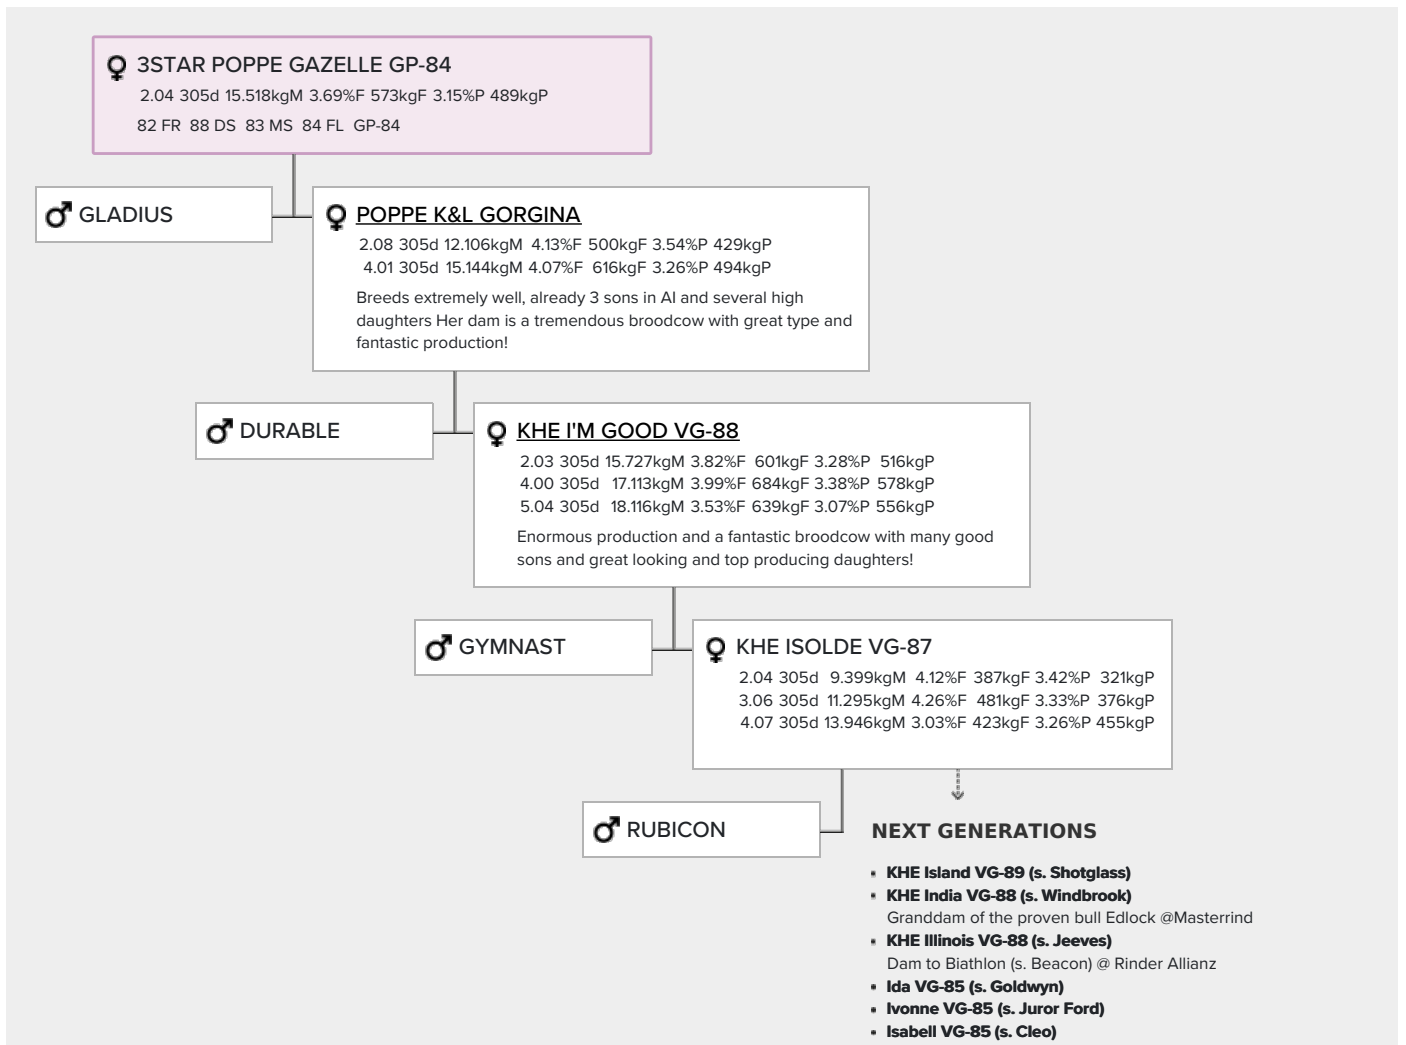 3STAR POPPE GAZELLE GP-84
2.04 305d 15.518kgM 3.69%F 573kgF 3.15%P 489kgP
82 FR 88 DS 83 MS 84 FL GP-84
GLADIUS
POPPE K&L GORGINA
2.08 305d 12.106kgM 4.13%F 500kgF 3.54%P 429kgP
4.01 305d 15.144kgM 4.07%F 616kgF 3.26%P 494kgP
Breeds extremely well, already 3 sons in AI and several high
daughters Her dam is a tremendous broodcow with great type and
fantastic production!
DURABLE
KHE I'M GOOD VG-88
2.03 305d 15.727kgM 3.82%F 601kgF 3.28%P 516kgP
4.00 305d 17.113kgM 3.99%F 684kgF 3.38%P 578kgP
5.04 305d 18.116kgM 3.53%F 639kgF 3.07%P 556kgP
Enormous production and a fantastic broodcow with many good
sons and great looking and top producing daughters!
GYMNAST
KHE ISOLDE VG-87
2.04 305d 9.399kgM 4.12%F 387kgF 3.42%P 321kgP
3.06 305d 11.295kgM 4.26%F 481kgF 3.33%P 376kgP
4.07 305d 13.946kgM 3.03%F 423kgF 3.26%P 455kgP
RUBICON
NEXT GENERATIONS
▪ KHE Island VG-89 (s. Shotglass)
▪ KHE India VG-88 (s. Windbrook)
Granddam of the proven bull Edlock @Masterrind
▪ KHE Illinois VG-88 (s. Jeeves)
Dam to Biathlon (s. Beacon) @ Rinder Allianz
▪ Ida VG-85 (s. Goldwyn)
▪ Ivonne VG-85 (s. Juror Ford)
▪ Isabell VG-85 (s. Cleo)